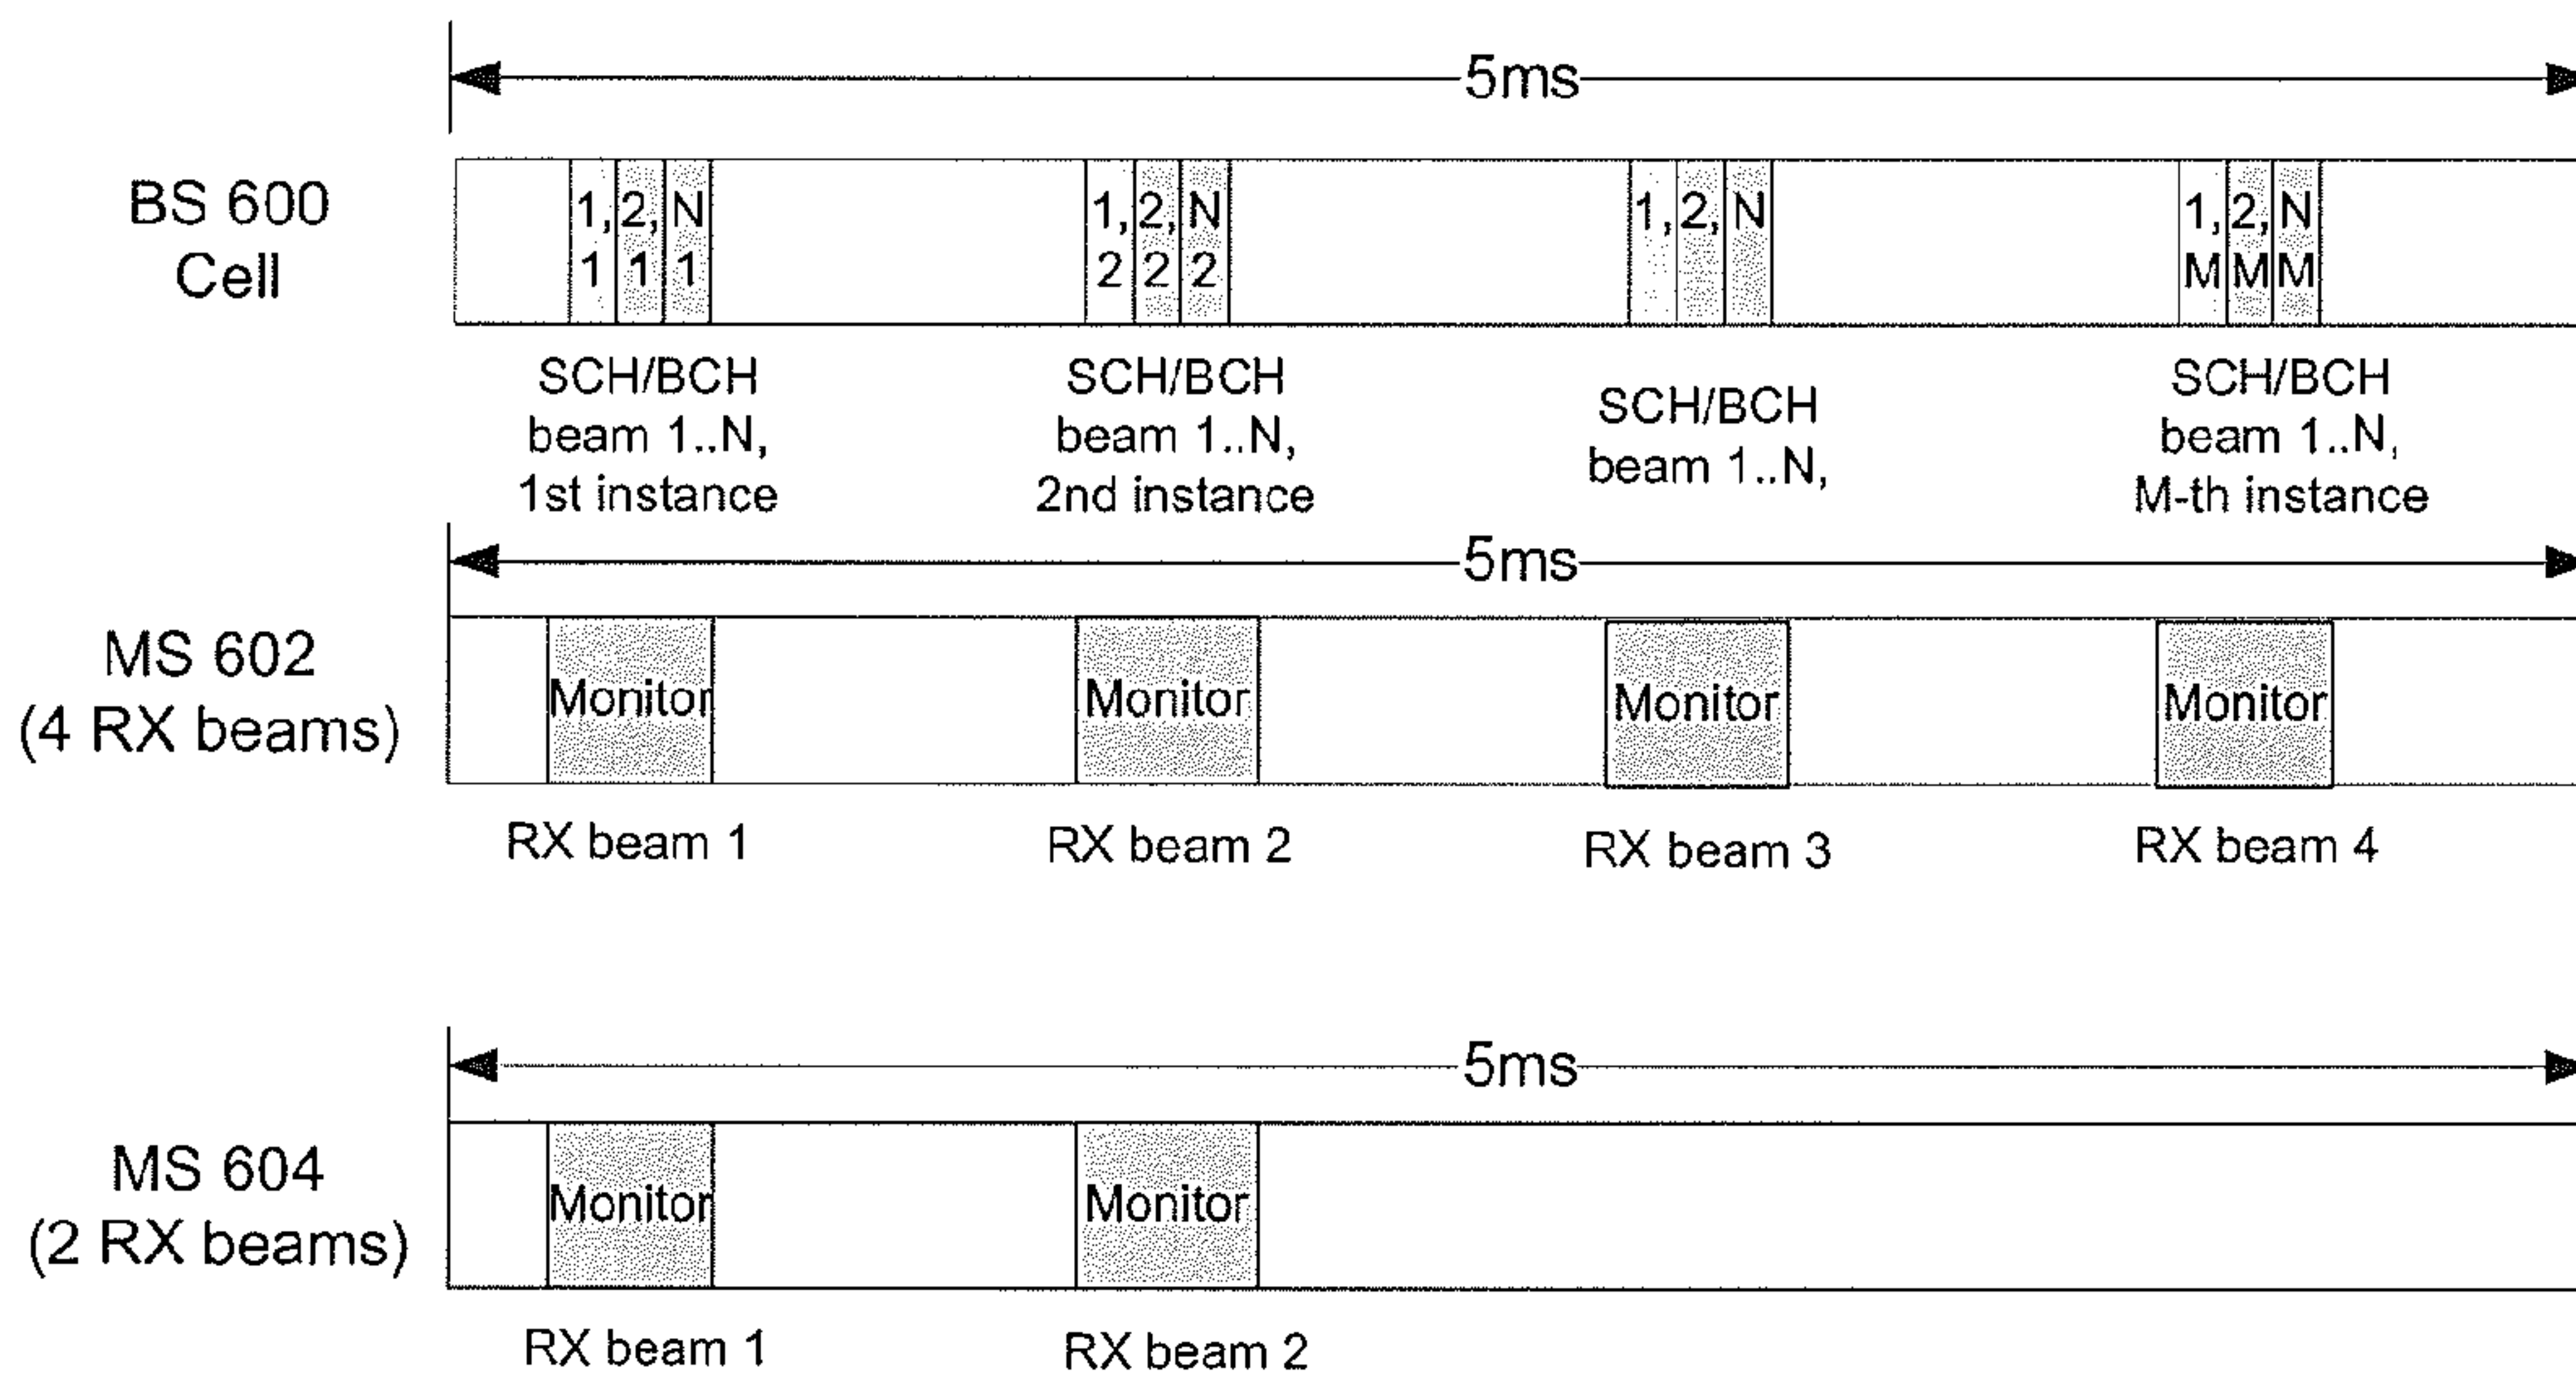 5ms
BS 600
Cell
1, 2, N
1 1 1
1, 2, N
2 2 2
1, 2, N
1, 2, N
M M M
SCH/BCH
beam 1..N,
1st instance
SCH/BCH
beam 1..N,
2nd instance
SCH/BCH
beam 1..N,
SCH/BCH
beam 1..N,
M-th instance
5ms
MS 602
(4 RX beams)
Monitor
Monitor
Monitor
Monitor
RX beam 1
RX beam 2
RX beam 3
RX beam 4
5ms
MS 604
(2 RX beams)
Monitor
Monitor
RX beam 1
RX beam 2